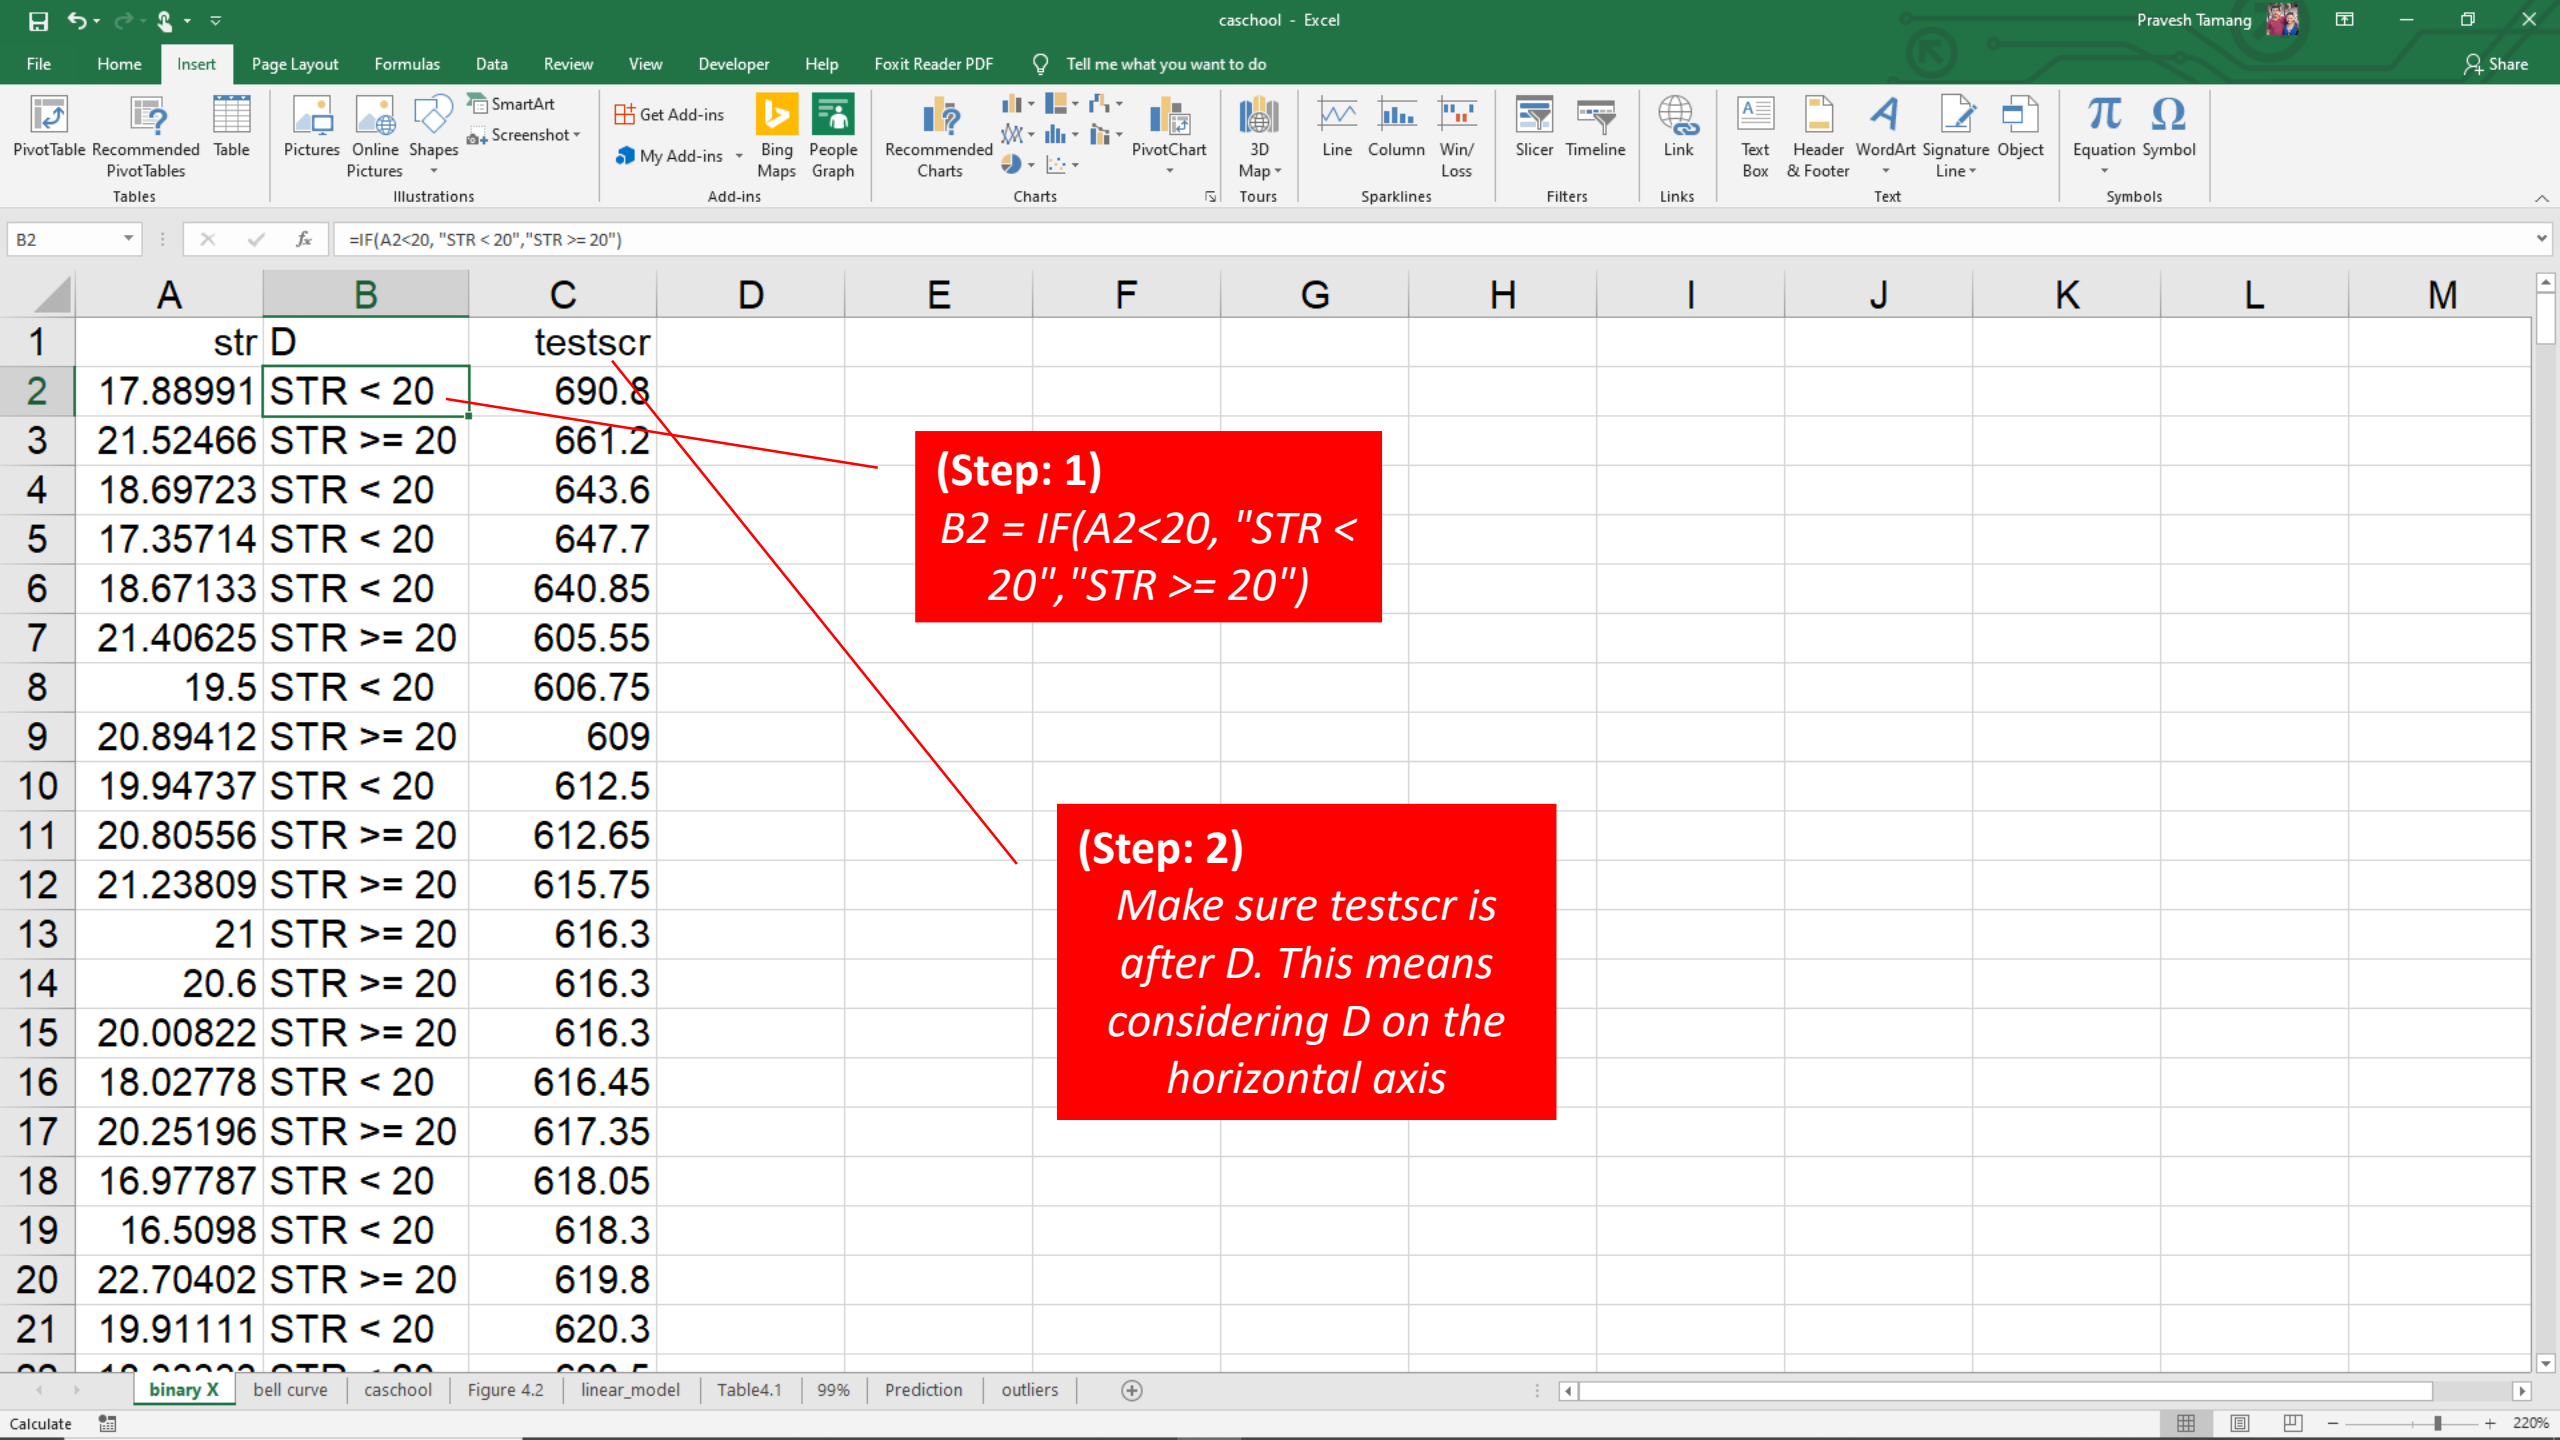 caschool - Excel
Pravesh Tamang
File Home Insert Page Layout Formulas Data Review View Developer Help Foxit Reader PDF Tell me what you want to do Share
PivotTable Recommended PivotTables Table
Tables
Pictures Online Pictures Shapes SmartArt Screenshot
Illustrations
Get Add-ins My Add-ins Bing Maps People Graph
Add-ins
Recommended Charts PivotChart
Charts
3D Map
Tours
Line Column Win/ Loss
Sparklines
Slicer Timeline
Filters
Link
Links
Text Box Header & Footer WordArt Signature Line Object
Text
Equation Symbol
Symbols
B2 fx =IF(A2<20, "STR < 20","STR >= 20")
A B C D E F G H I J K L M
1 str D testscr
2 17.88991 STR < 20 690.8
3 21.52466 STR >= 20 661.2
4 18.69723 STR < 20 643.6
5 17.35714 STR < 20 647.7
6 18.67133 STR < 20 640.85
7 21.40625 STR >= 20 605.55
8 19.5 STR < 20 606.75
9 20.89412 STR >= 20 609
10 19.94737 STR < 20 612.5
11 20.80556 STR >= 20 612.65
12 21.23809 STR >= 20 615.75
13 21 STR >= 20 616.3
14 20.6 STR >= 20 616.3
15 20.00822 STR >= 20 616.3
16 18.02778 STR < 20 616.45
17 20.25196 STR >= 20 617.35
18 16.97787 STR < 20 618.05
19 16.5098 STR < 20 618.3
20 22.70402 STR >= 20 619.8
21 19.91111 STR < 20 620.3
(Step: 1)
B2 = IF(A2<20, "STR <
20","STR >= 20")
(Step: 2)
Make sure testscr is
after D. This means
considering D on the
horizontal axis
binary X bell curve caschool Figure 4.2 linear_model Table4.1 99% Prediction outliers
Calculate 220%